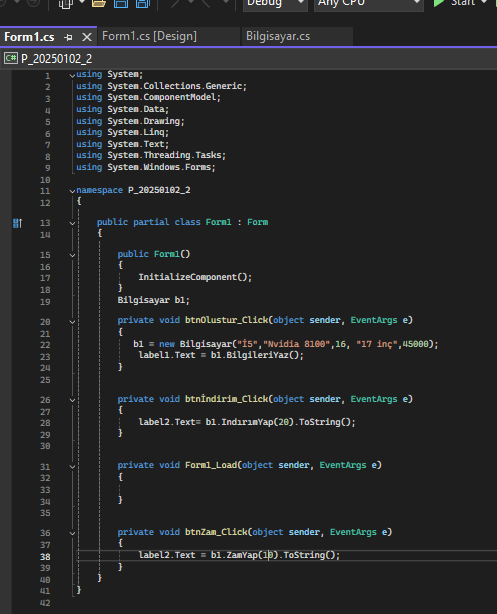 Debug Any CPU Start
Form1.cs Form1.cs [Design] Bilgisayar.cs
C# P_20250102_2
1 using System;
2 using System.Collections.Generic;
3 using System.ComponentModel;
4 using System.Data;
5 using System.Drawing;
6 using System.Linq;
7 using System.Text;
8 using System.Threading.Tasks;
9 using System.Windows.Forms;
10
11 namespace P_20250102_2
12 {
13 public partial class Form1 : Form
14 {
15 public Form1()
16 {
17 InitializeComponent();
18 }
19 Bilgisayar b1;
20 private void btnOlustur_Click(object sender, EventArgs e)
21 {
22 b1 = new Bilgisayar("İ5","Nvidia 8100",16, "17 inç",45000);
23 label1.Text = b1.BilgileriYaz();
24 }
25
26 private void btnİndirim_Click(object sender, EventArgs e)
27 {
28 label2.Text= b1.IndırımYap(20).ToString();
29 }
30
31 private void Form1_Load(object sender, EventArgs e)
32 {
33
34 }
35
36 private void btnZam_Click(object sender, EventArgs e)
37 {
38 label2.Text = b1.ZamYap(10).ToString();
39 }
40 }
41 }
42